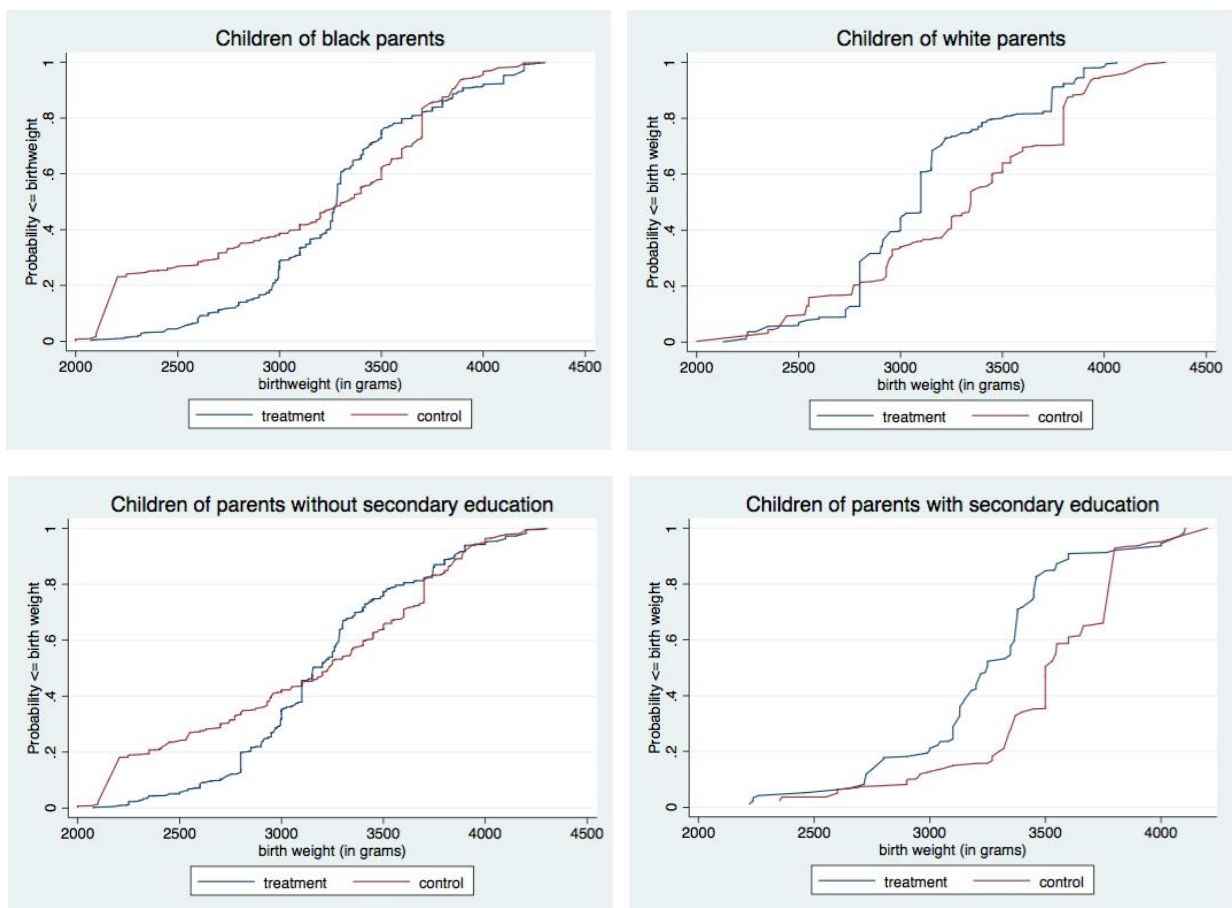 Children of black parents
Probability <= birthweight
0 .2 .4 .6 .8 1
2000 2500 3000 3500 4000 4500
birthweight (in grams)
treatment control
Children of white parents
Probability <= birth weight
0 .2 .4 .6 .8 1
2000 2500 3000 3500 4000 4500
birth weight (in grams)
treatment control
Children of parents without secondary education
Probability <= birth weight
0 .2 .4 .6 .8 1
2000 2500 3000 3500 4000 4500
birth weight (in grams)
treatment control
Children of parents with secondary education
Probability <= birth weight
0 .2 .4 .6 .8 1
2000 2500 3000 3500 4000
birth weight (in grams)
treatment control